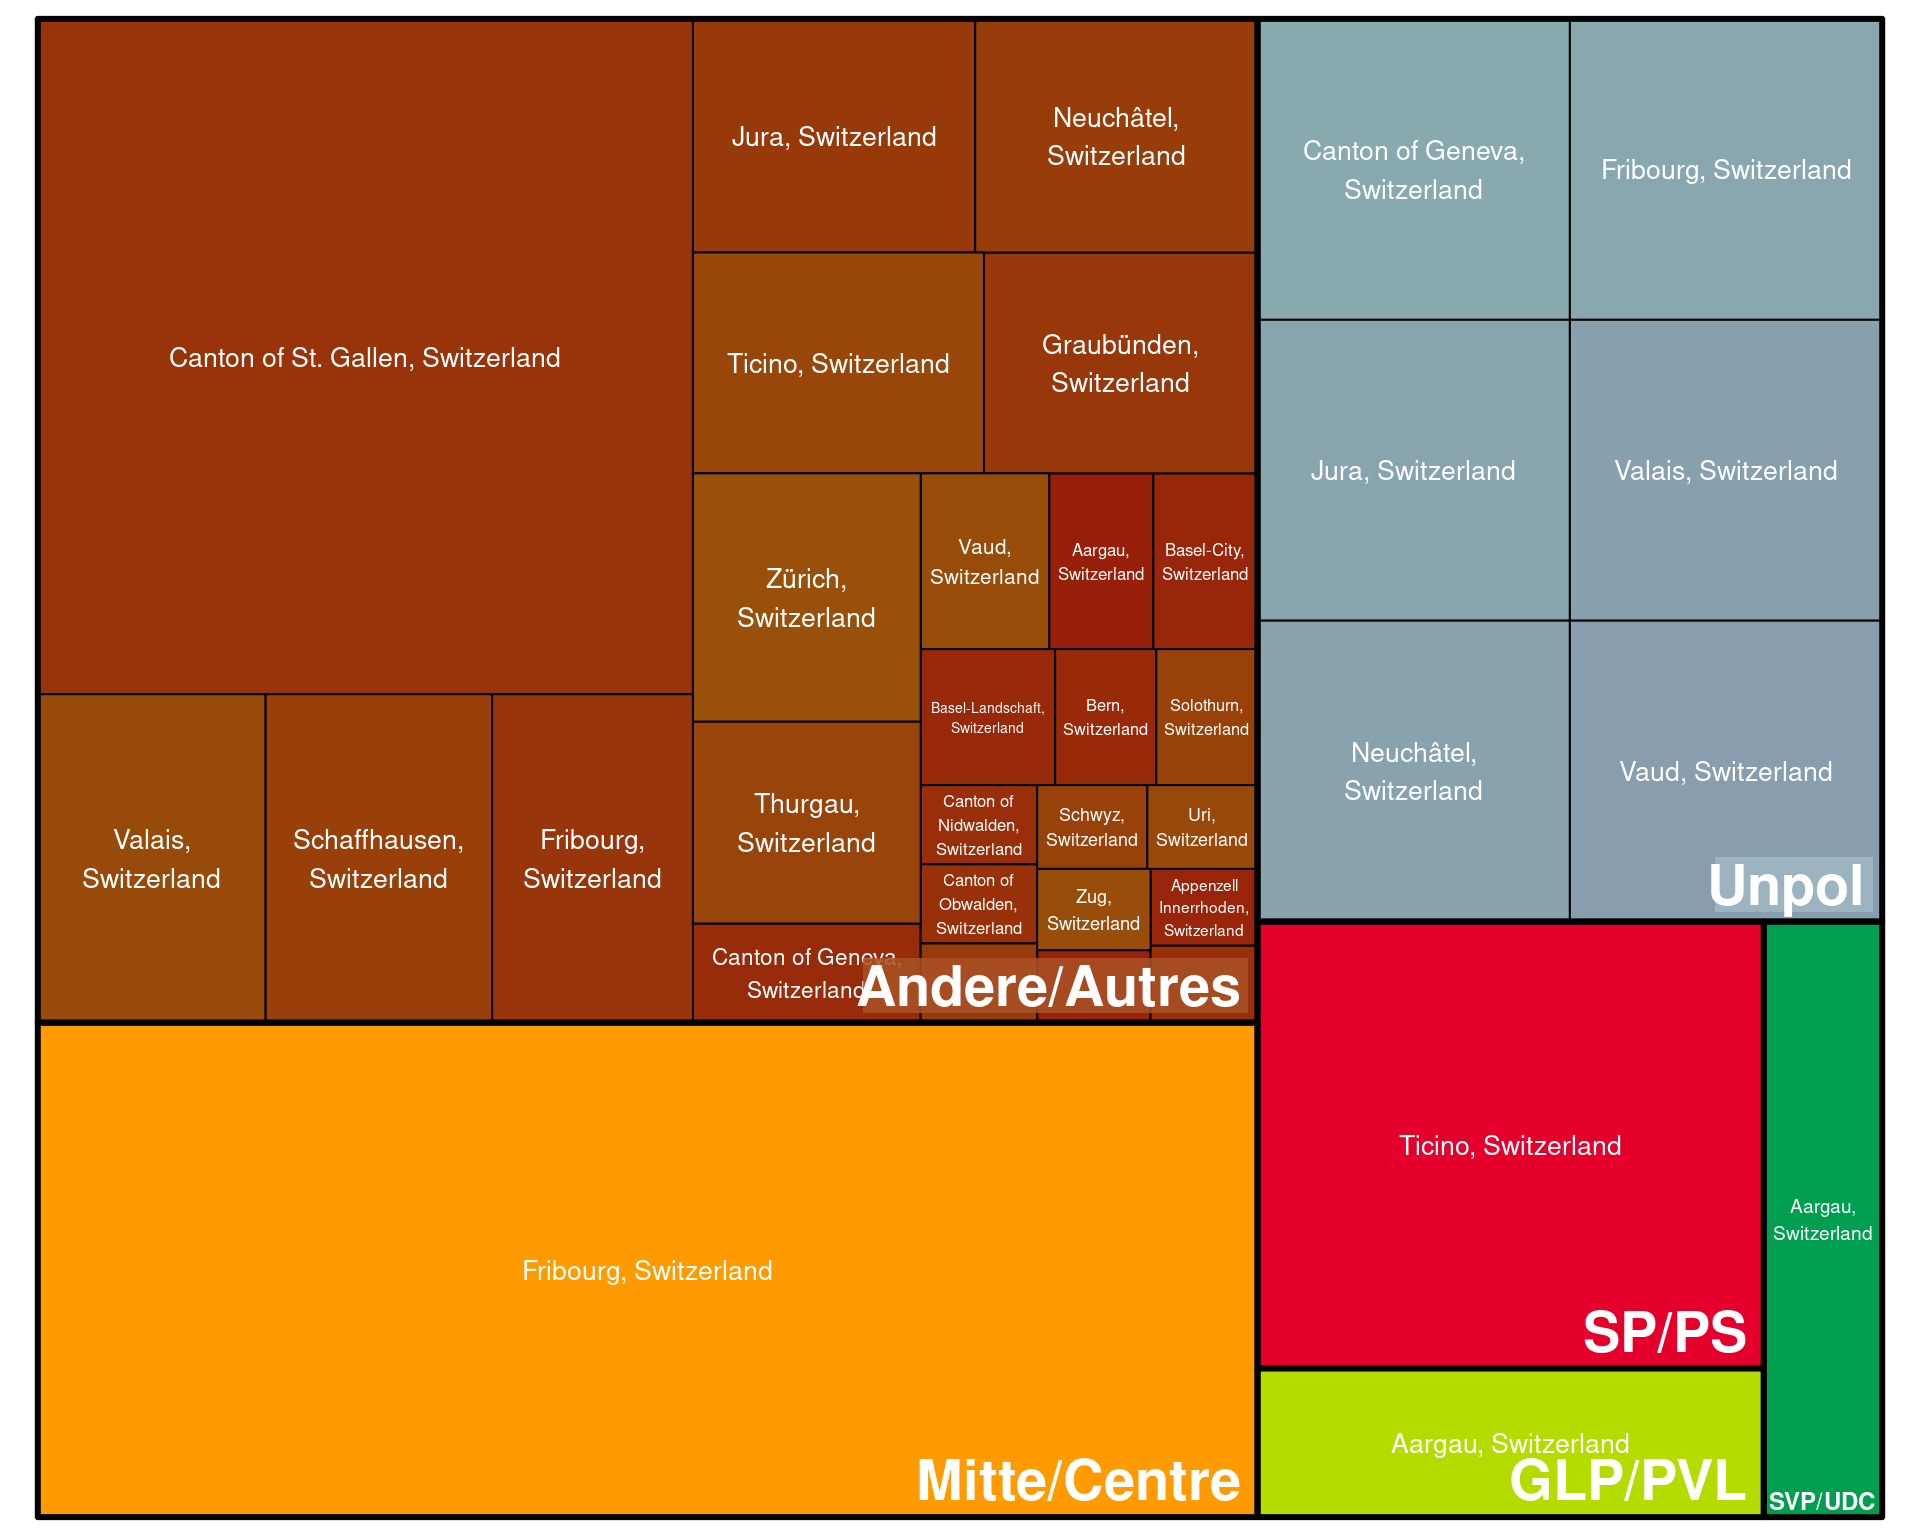 Canton of St. Gallen, Switzerland
Jura, Switzerland
Neuchâtel,
Switzerland
Ticino, Switzerland
Graubünden,
Switzerland
Zürich,
Switzerland
Vaud,
Switzerland
Aargau,
Switzerland
Basel-City,
Switzerland
Basel-Landschaft,
Switzerland
Bern,
Switzerland
Solothurn,
Switzerland
Valais,
Switzerland
Schaffhausen,
Switzerland
Fribourg,
Switzerland
Thurgau,
Switzerland
Canton of
Nidwalden,
Switzerland
Schwyz,
Switzerland
Uri,
Switzerland
Canton of
Obwalden,
Switzerland
Zug,
Switzerland
Appenzell
Innerrhoden,
Switzerland
Canton of Geneva,
Switzerland
Andere/Autres
Canton of Geneva,
Switzerland
Fribourg, Switzerland
Jura, Switzerland
Valais, Switzerland
Neuchâtel,
Switzerland
Vaud, Switzerland
Unpol
Fribourg, Switzerland
Mitte/Centre
Ticino, Switzerland
SP/PS
Aargau, Switzerland
GLP/PVL
Aargau,
Switzerland
SVP/UDC